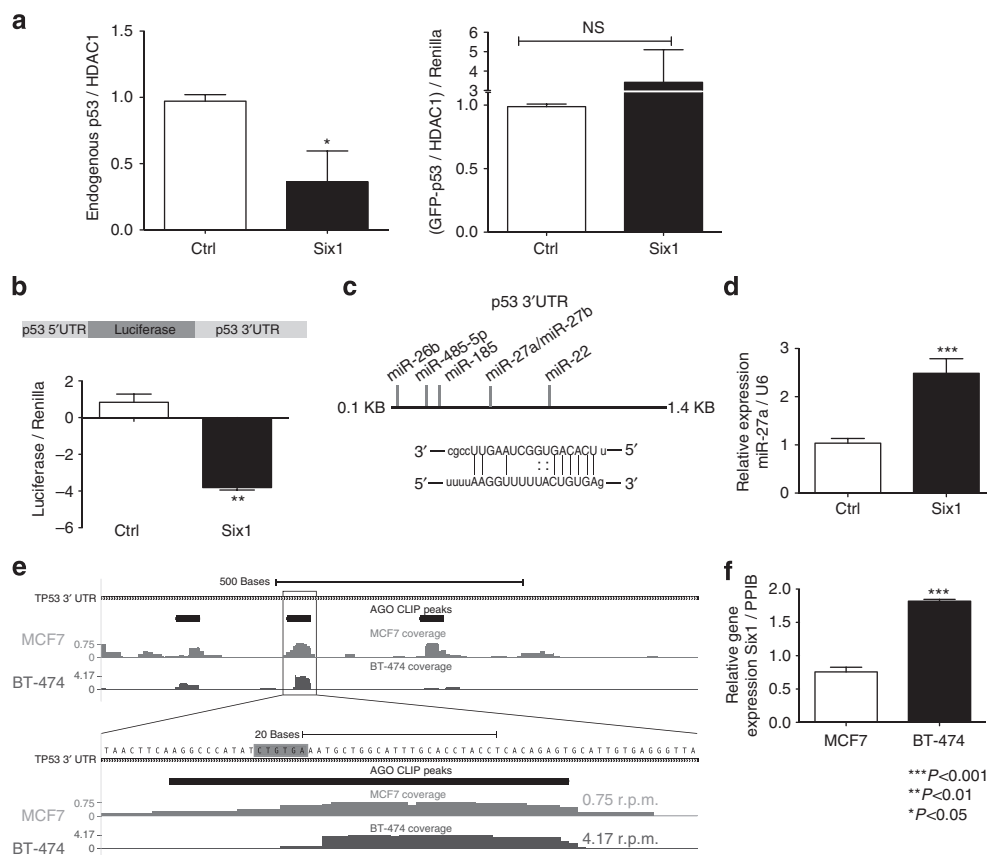 a
Endogenous p53 / HDAC1
1.5
1.0
0.5
0.0
*
Ctrl
Six1
(GFP-p53 / HDAC1) / Renilla
6
5
4
3
1.0
0.5
0.0
NS
Ctrl
Six1
b
p53 5′UTR Luciferase p53 3′UTR
Luciferase / Renilla
2
0
−2
−4
−6
**
Ctrl
Six1
c
p53 3′UTR
miR-26b
miR-485-5p
miR-185
miR-27a/miR-27b
miR-22
0.1 KB
1.4 KB
3′ cgccUUGAAUCGGUGACACUu 5′
5′ uuuuAAGGUUUUUACUGUGAg 3′
d
Relative expression
miR-27a / U6
3
2
1
0
***
Ctrl
Six1
e
500 Bases
TP53 3′ UTR
AGO CLIP peaks
MCF7 coverage
MCF7
0.75
0
BT-474 coverage
BT-474
4.17
0
20 Bases
TAACTTCAAGGCCCATATCTGTGAAATGCTGGCATTTGCACCTACCTCACAGAGTGCATTGTGAGGGTTA
TP53 3′ UTR
AGO CLIP peaks
MCF7 coverage
MCF7
0.75
0
0.75 r.p.m.
BT-474 coverage
BT-474
4.17
0
4.17 r.p.m.
f
Relative gene
expression Six1 / PPIB
2.0
1.5
1.0
0.5
0.0
***
MCF7
BT-474
***P<0.001
**P<0.01
*P<0.05